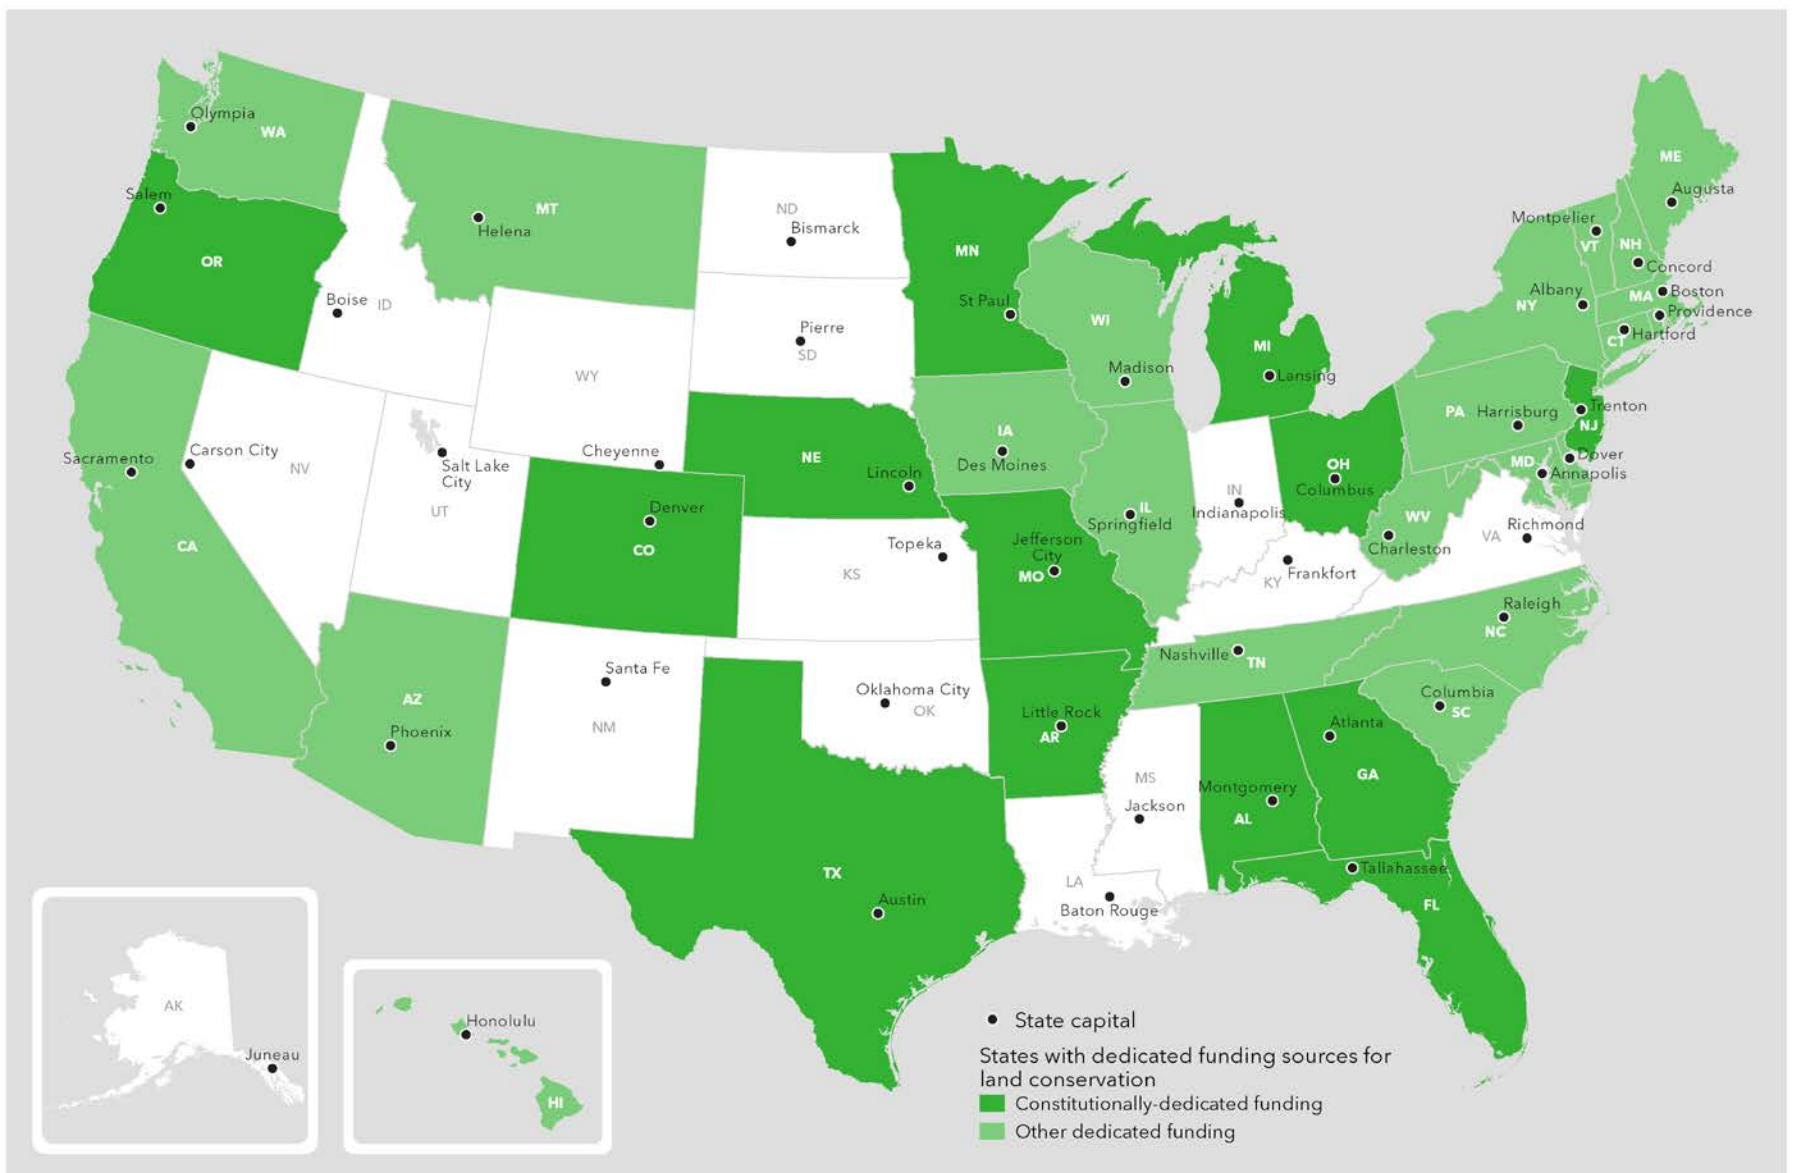 Olympia
WA
Salem
OR
MT
Helena
ND
Bismarck
MN
St Paul
Boise
ID
Pierre
SD
WY
WI
Madison
MI
Lansing
ME
Augusta
Montpelier
VT
NH
Concord
Albany
NY
MA
Boston
Providence
CT
Hartford
Sacramento
Carson City
NV
CA
Salt Lake
City
UT
Cheyenne
NE
Lincoln
IA
Des Moines
IL
Springfield
IN
Indianapolis
OH
Columbus
PA
Harrisburg
Trenton
NJ
MD
Dover
Annapolis
WV
Charleston
VA
Richmond
Denver
CO
Topeka
KS
Jefferson
City
MO
KY
Frankfort
Raleigh
NC
Nashville
TN
AZ
Phoenix
Santa Fe
NM
Oklahoma City
OK
Little Rock
AR
Columbia
SC
Atlanta
GA
MS
Jackson
Montgomery
AL
TX
Austin
LA
Baton Rouge
Tallahassee
FL
AK
Juneau
Honolulu
HI
State capital
States with dedicated funding sources for
land conservation
Constitutionally-dedicated funding
Other dedicated funding